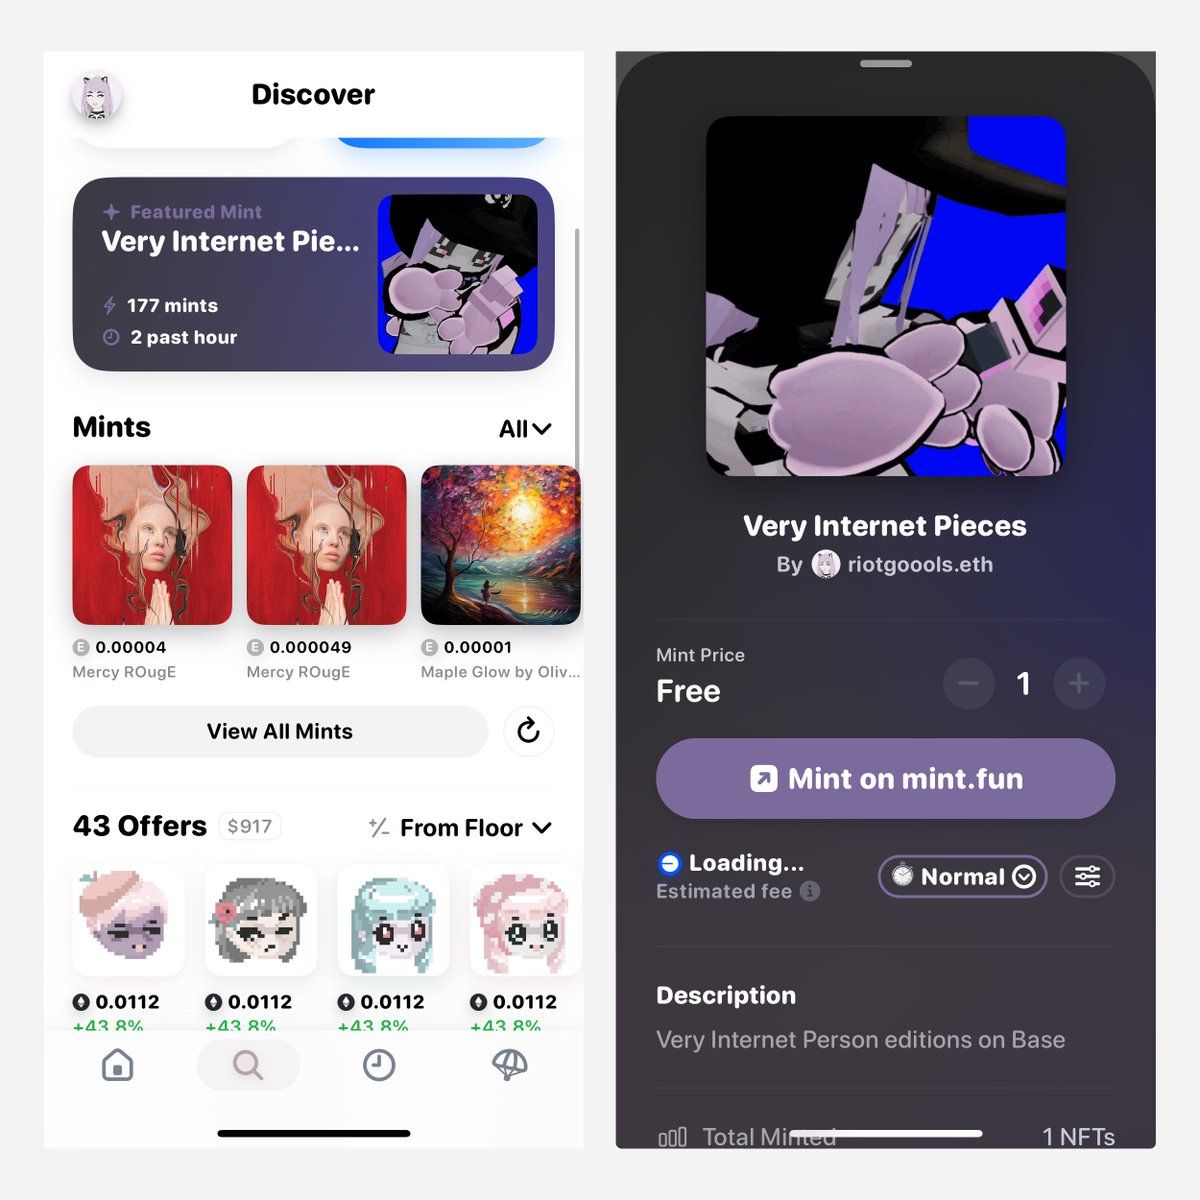 Discover
Featured Mint
Very Internet Pie...
177 mints
2 past hour
Mints
All
E 0.00004
Mercy ROugE
E 0.000049
Mercy ROugE
E 0.00001
Maple Glow by Oliv...
View All Mints
43 Offers $917
From Floor
0.0112
+43.8%
0.0112
+43.8%
0.0112
+43.8%
0.0112
+43.8%
Very Internet Pieces
By riotgoools.eth
Mint Price
Free
1
Mint on mint.fun
Loading...
Estimated fee
Normal
Description
Very Internet Person editions on Base
Total Minted 1 NFTs